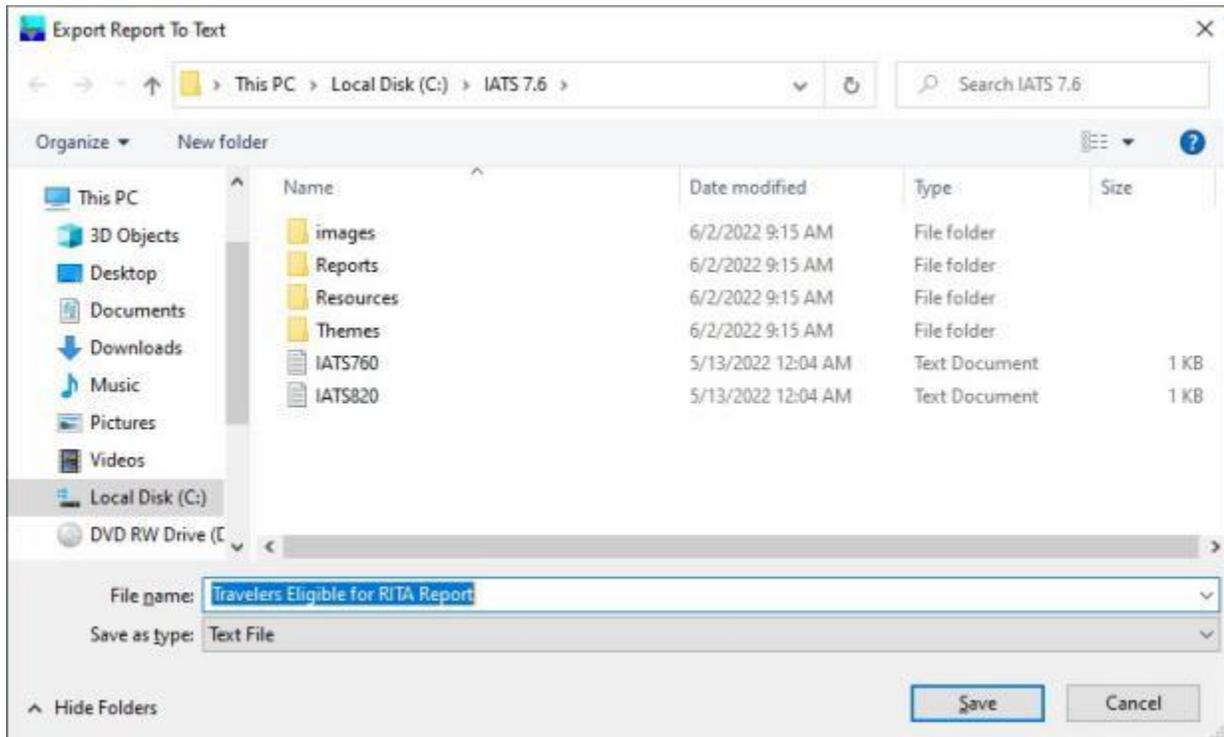 Export Report To Text
This PC > Local Disk (C:) > IATS 7.6 >
Search IATS 7.6
Organize
New folder
Name Date modified Type Size
This PC
3D Objects
Desktop
Documents
Downloads
Music
Pictures
Videos
Local Disk (C:)
DVD RW Drive (D
images 6/2/2022 9:15 AM File folder
Reports 6/2/2022 9:15 AM File folder
Resources 6/2/2022 9:15 AM File folder
Themes 6/2/2022 9:15 AM File folder
IATS760 5/13/2022 12:04 AM Text Document 1 KB
IATS820 5/13/2022 12:04 AM Text Document 1 KB
File name: Travelers Eligible for RITA Report
Save as type: Text File
Hide Folders
Save
Cancel